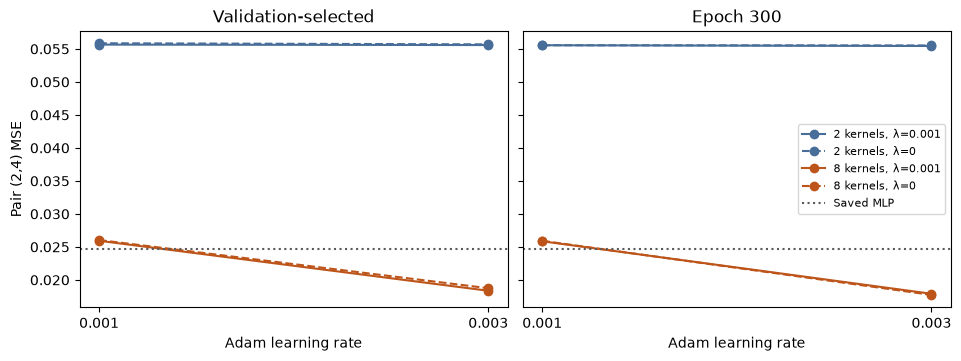 Validation-selected
Epoch 300
Pair (2,4) MSE
0.055
0.050
0.045
0.040
0.035
0.030
0.025
0.020
2 kernels, λ=0.001
2 kernels, λ=0
8 kernels, λ=0.001
8 kernels, λ=0
Saved MLP
0.001
0.003
0.001
0.003
Adam learning rate
Adam learning rate